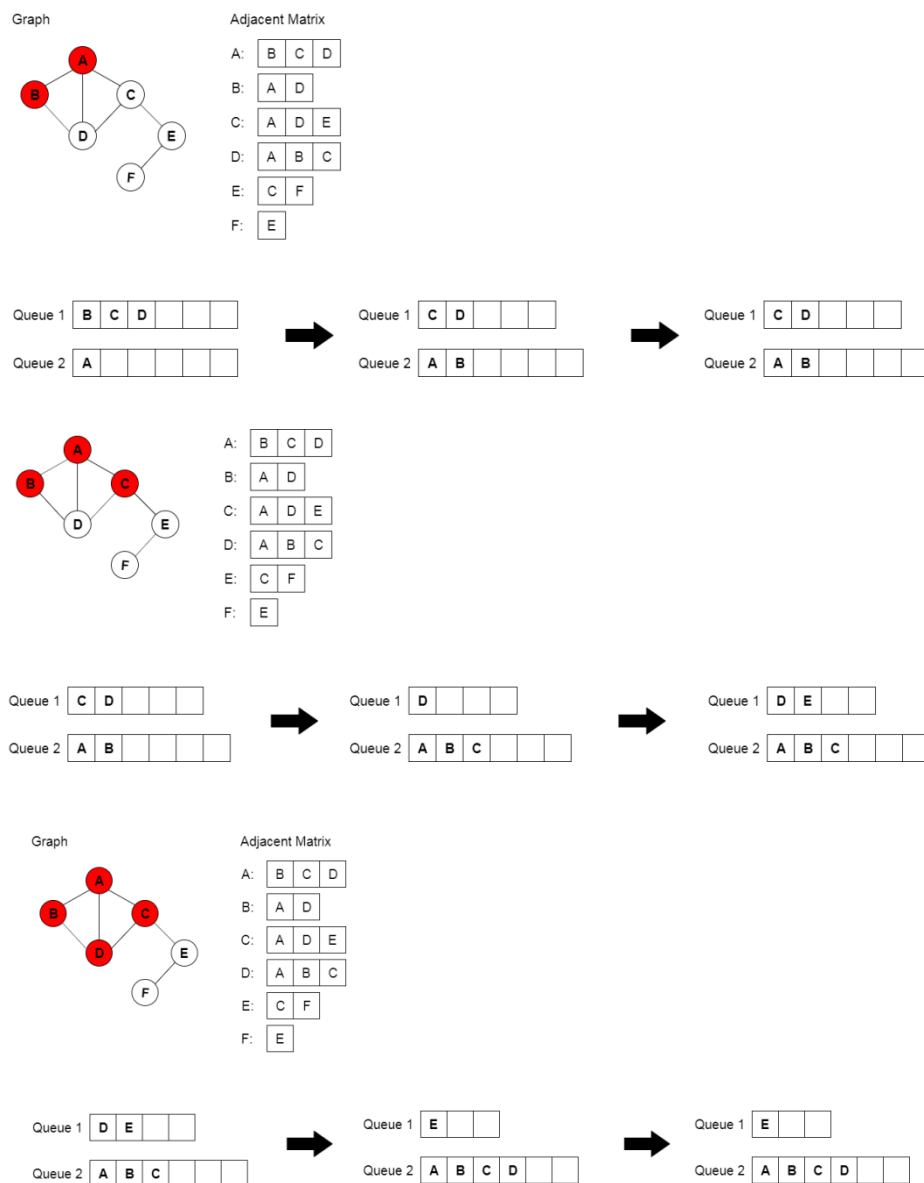 Graph Adjacent Matrix
A: B C D
A
B: A D
B C
C: A D E
D E
D: A B C
F
E: C F
F: E
Queue 1 B C D Queue 1 C D Queue 1 C D
Queue 2 A Queue 2 A B Queue 2 A B
A: B C D
A
B: A D
B C
C: A D E
D E
D: A B C
F
E: C F
F: E
Queue 1 C D Queue 1 D Queue 1 D E
Queue 2 A B Queue 2 A B C Queue 2 A B C
Graph Adjacent Matrix
A: B C D
A
B: A D
B C
C: A D E
D E
D: A B C
F
E: C F
F: E
Queue 1 D E Queue 1 E Queue 1 E
Queue 2 A B C Queue 2 A B C D Queue 2 A B C D